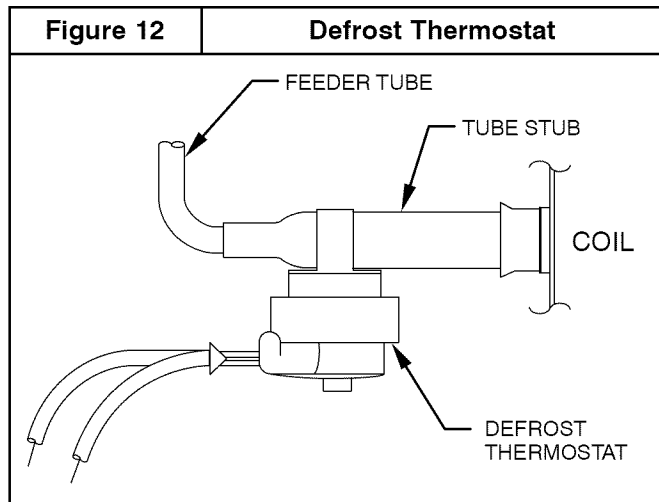 Figure 12
Defrost Thermostat
FEEDER TUBE
TUBE STUB
COIL
DEFROST
THERMOSTAT